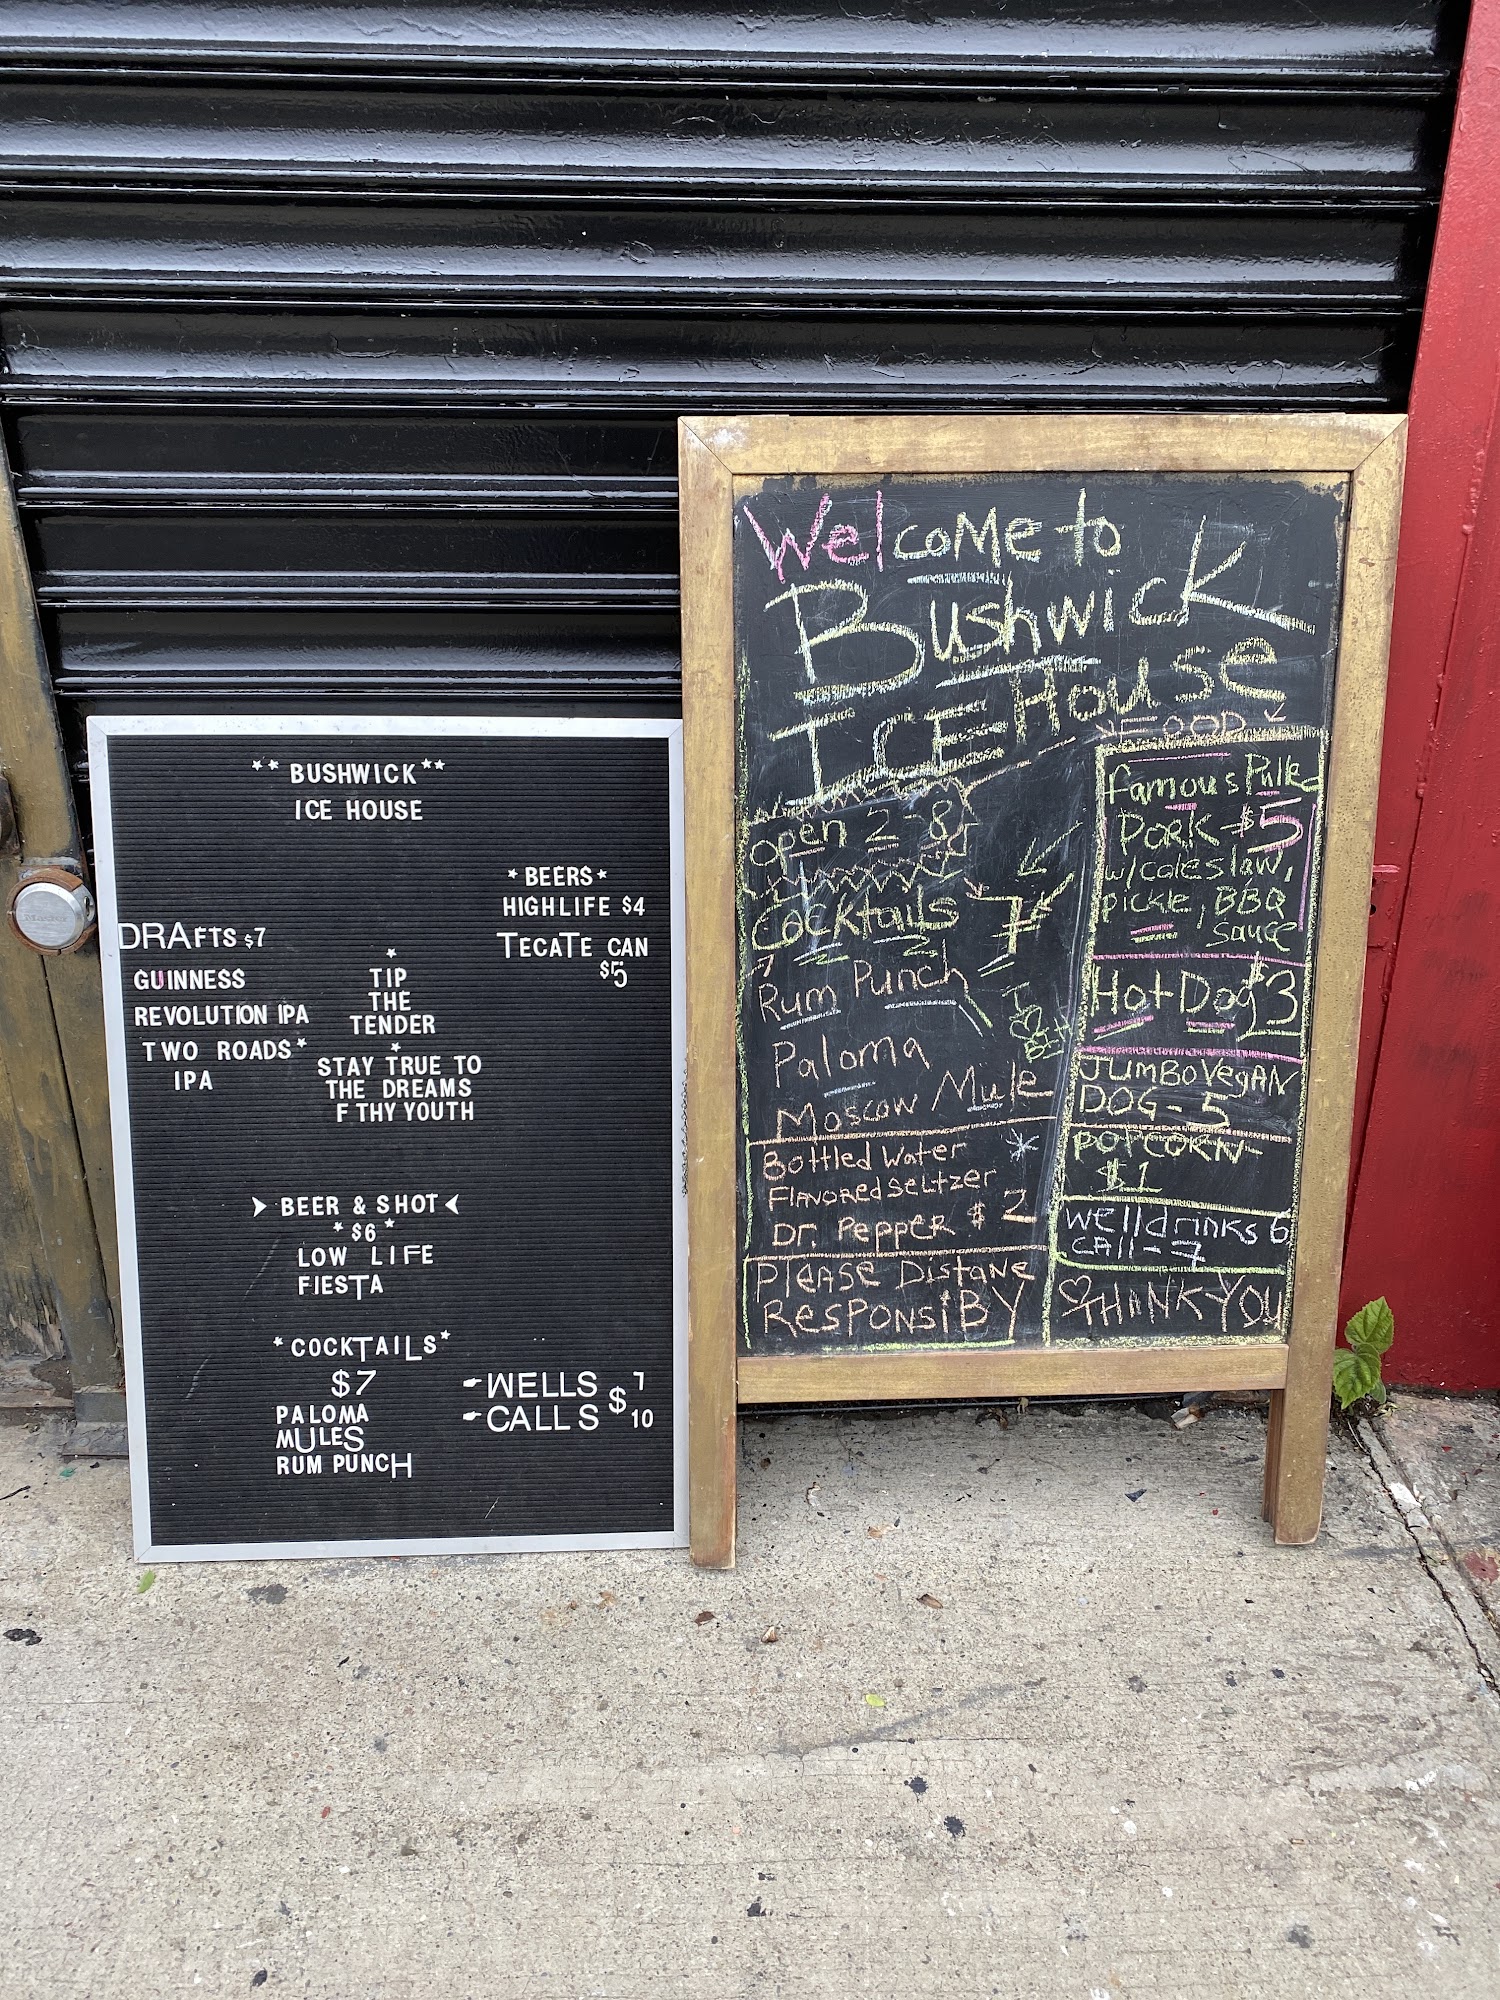 ** BUSHWICK **
ICE HOUSE
* BEERS *
HIGHLIFE $4
TECATE CAN
$5
DRAFTS $7
GUINNESS
REVOLUTION IPA
TWO ROADS *
IPA
*
TIP
THE
TENDER
*
STAY TRUE TO
THE DREAMS
F THY YOUTH
BEER & SHOT
* $6 *
LOW LIFE
FIESTA
* COCKTAILS *
$7
PALOMA
MULES
RUM PUNCH
WELLS $ 7
CALLS 10
Welcome to
Bushwick
ICE House
Open 2-8
Cocktails 7
Rum Punch
Paloma
Moscow Mule
Bottled Water
Flavored Seltzer
Dr. Pepper $2
Please Distane
ResponsiBY
FOOD
Famous Pulled
Pork - $5
w/coleslaw,
pickle, BBQ
sauce
Hot Dog $3
JUMBO VegAN
DOG - 5
POPCORN -
$1
Well drinks 6
CAll - 7
THANK YOU
Master